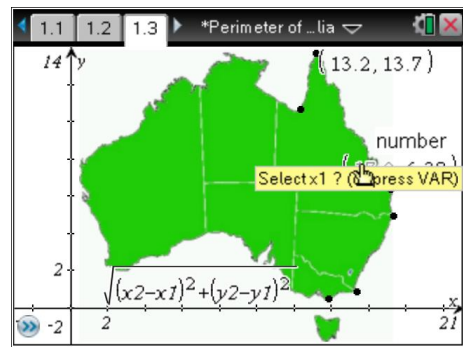 1.1 1.2 1.3 *Perimeter of ...lia
14 y
( 13.2, 13.7 )
number
Select x1 ? (or press VAR)
2
√(x2-x1)²+(y2-y1)²
x
-2 2 21